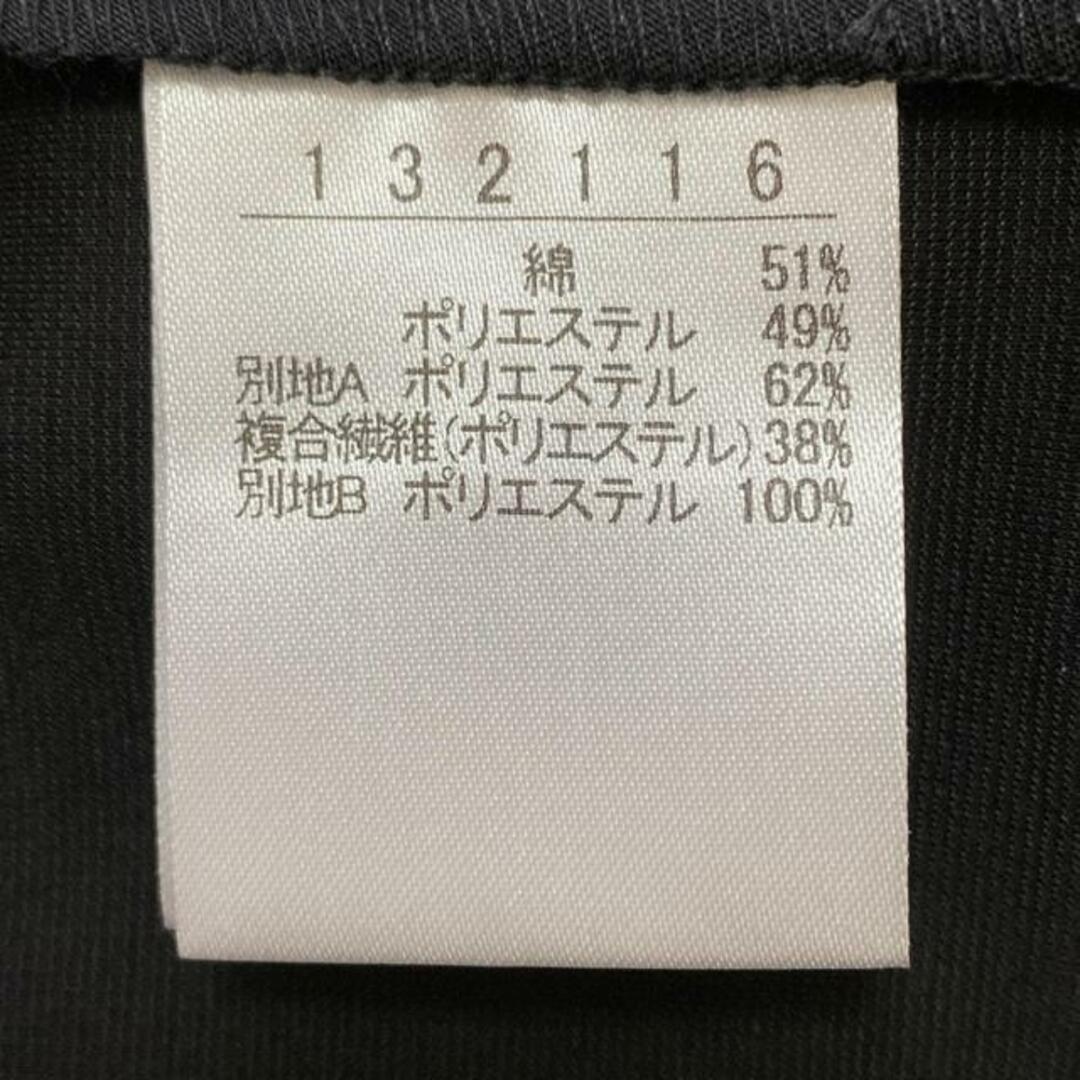 132116
綿 51%
ポリエステル 49%
別地A ポリエステル 62%
複合繊維(ポリエステル)38%
別地B ポリエステル 100%